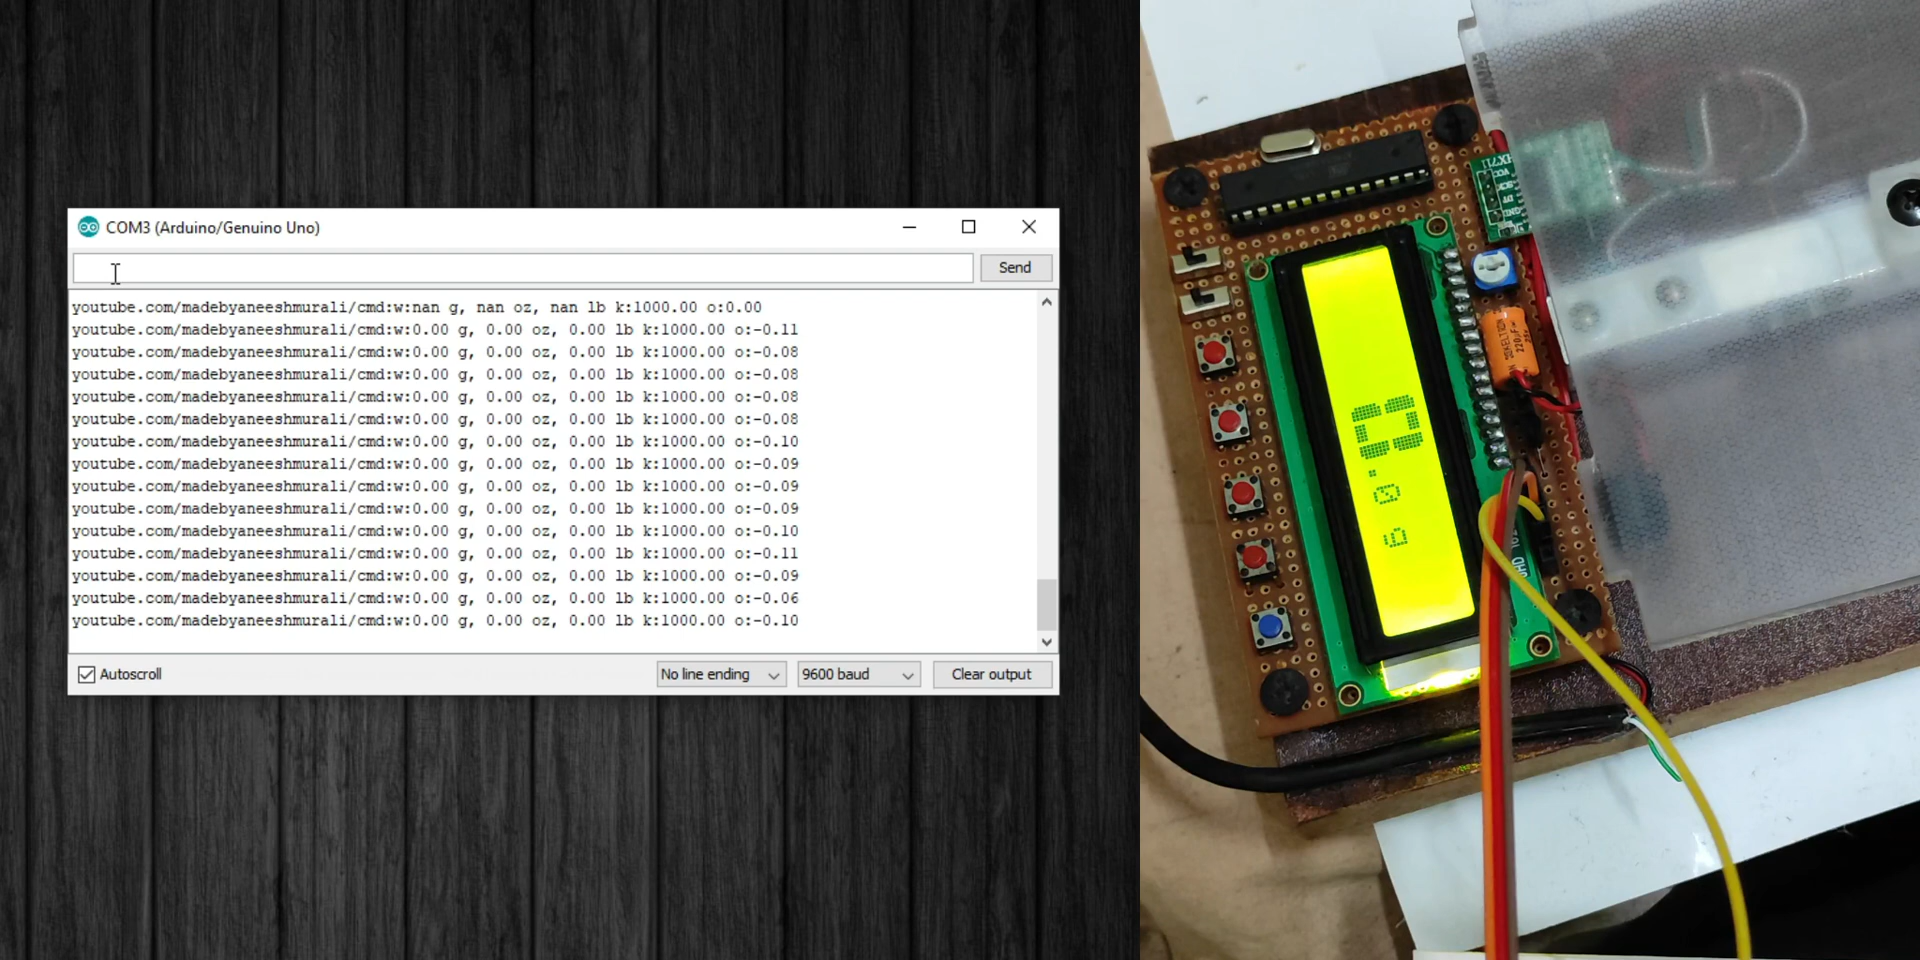 COM3 (Arduino/Genuino Uno)
Send
youtube.com/madebyaneeshmurali/cmd:w:nan g, nan oz, nan lb k:1000.00 o:0.00
youtube.com/madebyaneeshmurali/cmd:w:0.00 g, 0.00 oz, 0.00 lb k:1000.00 o:-0.11
youtube.com/madebyaneeshmurali/cmd:w:0.00 g, 0.00 oz, 0.00 lb k:1000.00 o:-0.08
youtube.com/madebyaneeshmurali/cmd:w:0.00 g, 0.00 oz, 0.00 lb k:1000.00 o:-0.08
youtube.com/madebyaneeshmurali/cmd:w:0.00 g, 0.00 oz, 0.00 lb k:1000.00 o:-0.08
youtube.com/madebyaneeshmurali/cmd:w:0.00 g, 0.00 oz, 0.00 lb k:1000.00 o:-0.08
youtube.com/madebyaneeshmurali/cmd:w:0.00 g, 0.00 oz, 0.00 lb k:1000.00 o:-0.10
youtube.com/madebyaneeshmurali/cmd:w:0.00 g, 0.00 oz, 0.00 lb k:1000.00 o:-0.09
youtube.com/madebyaneeshmurali/cmd:w:0.00 g, 0.00 oz, 0.00 lb k:1000.00 o:-0.09
youtube.com/madebyaneeshmurali/cmd:w:0.00 g, 0.00 oz, 0.00 lb k:1000.00 o:-0.09
youtube.com/madebyaneeshmurali/cmd:w:0.00 g, 0.00 oz, 0.00 lb k:1000.00 o:-0.10
youtube.com/madebyaneeshmurali/cmd:w:0.00 g, 0.00 oz, 0.00 lb k:1000.00 o:-0.11
youtube.com/madebyaneeshmurali/cmd:w:0.00 g, 0.00 oz, 0.00 lb k:1000.00 o:-0.09
youtube.com/madebyaneeshmurali/cmd:w:0.00 g, 0.00 oz, 0.00 lb k:1000.00 o:-0.06
youtube.com/madebyaneeshmurali/cmd:w:0.00 g, 0.00 oz, 0.00 lb k:1000.00 o:-0.10
Autoscroll
No line ending
9600 baud
Clear output
HX711
VCC
SCK
DT
GND
220µF
0.0 g